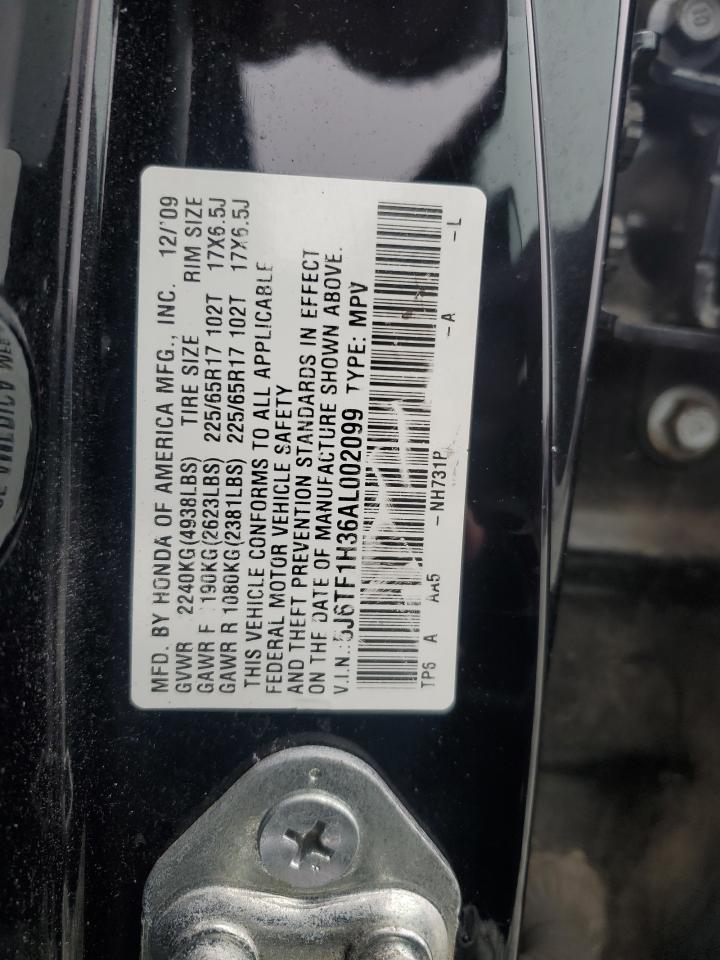 MFD. BY HONDA OF AMERICA MFG., INC. 12/09
GVWR 2240KG(4938LBS) TIRE SIZE RIM SIZE
GAWR F 190KG(2623LBS) 225/65R17 102T 17X6.5J
GAWR R 1080KG(2381LBS) 225/65R17 102T 17X6.5J
THIS VEHICLE CONFORMS TO ALL APPLICABLE
FEDERAL MOTOR VEHICLE SAFETY
AND THEFT PREVENTION STANDARDS IN EFFECT
ON THE DATE OF MANUFACTURE SHOWN ABOVE.
V.I.N.: 5J6TF1H36AL002099 TYPE: MPV
TP6 A AA5 -NH731P -A -L